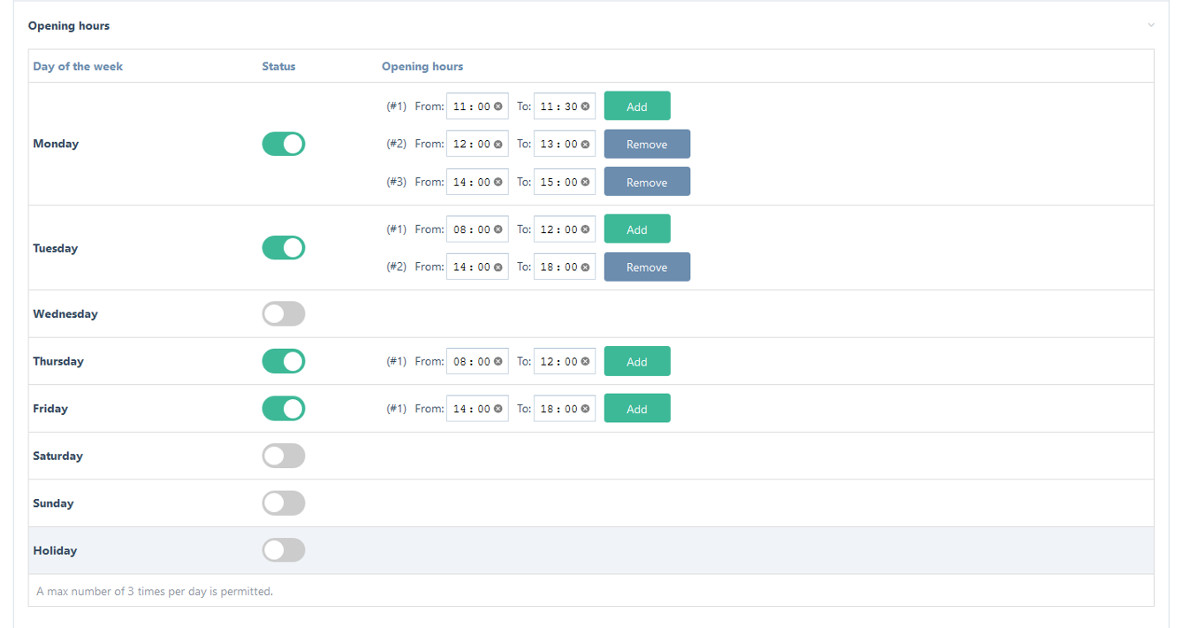 Opening hours
Day of the week Status Opening hours
(#1) From: 11:00 To: 11:30 Add
Monday (#2) From: 12:00 To: 13:00 Remove
(#3) From: 14:00 To: 15:00 Remove
(#1) From: 08:00 To: 12:00 Add
Tuesday
(#2) From: 14:00 To: 18:00 Remove
Wednesday
Thursday (#1) From: 08:00 To: 12:00 Add
Friday (#1) From: 14:00 To: 18:00 Add
Saturday
Sunday
Holiday
A max number of 3 times per day is permitted.